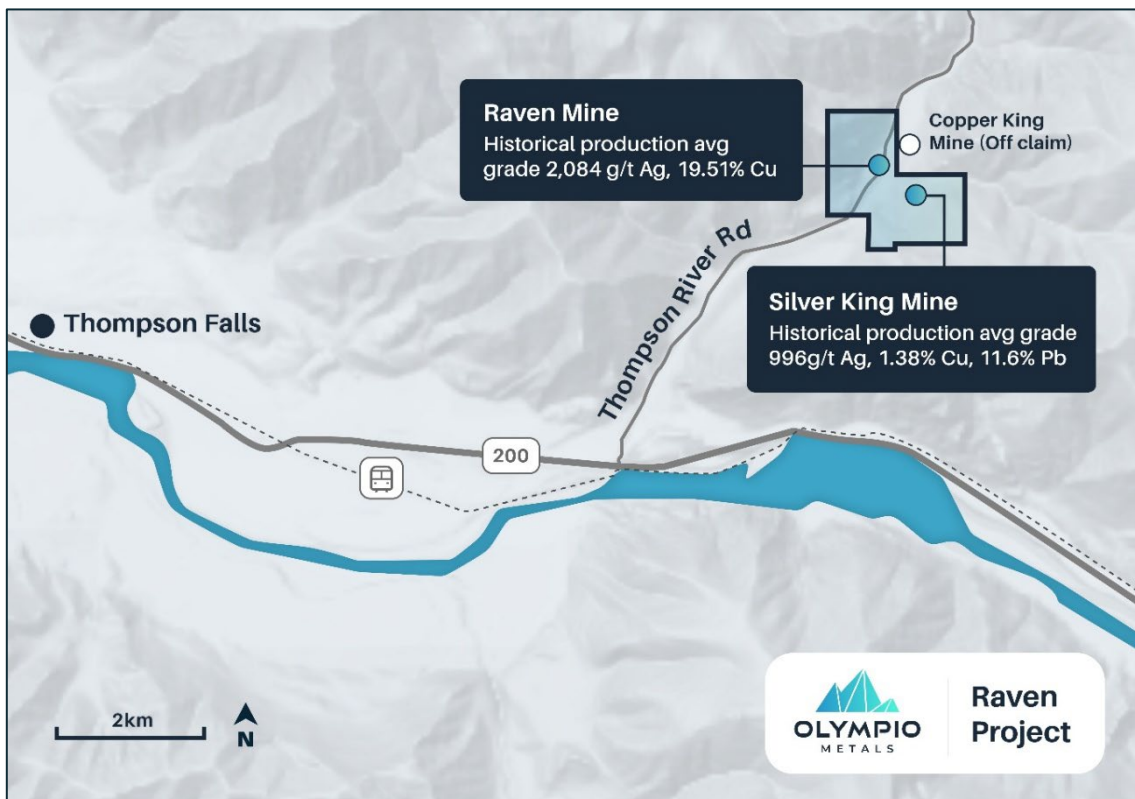 Raven Mine
Historical production avg
grade 2,084 g/t Ag, 19.51% Cu
Copper King
Mine (Off claim)
Thompson River Rd
Silver King Mine
Historical production avg grade
996g/t Ag, 1.38% Cu, 11.6% Pb
Thompson Falls
200
2km
N
OLYMPIO
METALS
Raven
Project